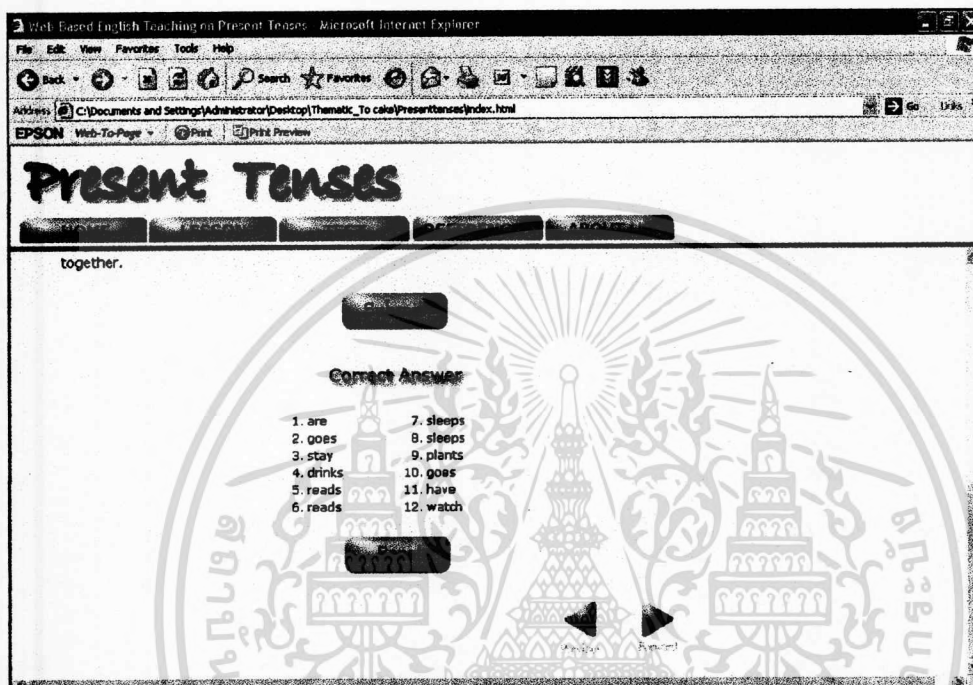 Web Based English Teaching on Present Tenses - Microsoft Internet Explorer
File Edit View Favorites Tools Help
Back Search Favorites
Address C:\Documents and Settings\Administrator\Desktop\Thematic_To cake\Presenttenses\index.html Go Links
EPSON Web-To-Page Print Print Preview
Present Tenses
HOME
together.
Correct Answer
1. are 7. sleeps
2. goes 8. sleeps
3. stay 9. plants
4. drinks 10. goes
5. reads 11. have
6. reads 12. watch
Forward